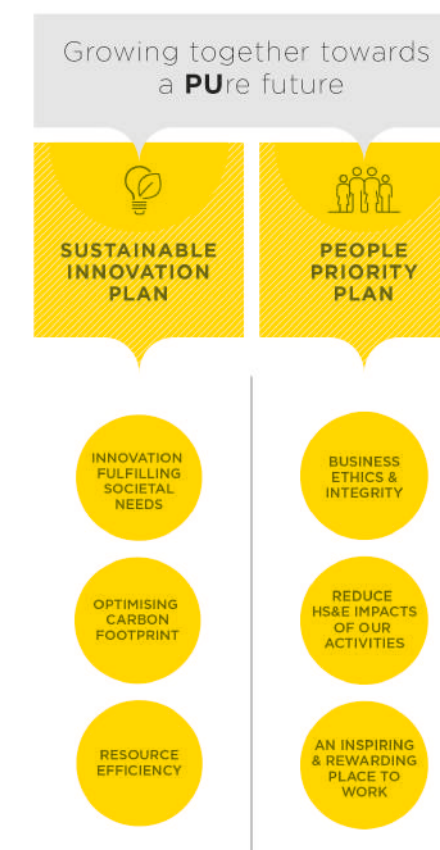 Growing together towards
a PUre future
SUSTAINABLE
INNOVATION
PLAN
INNOVATION
FULFILLING
SOCIETAL
NEEDS
OPTIMISING
CARBON
FOOTPRINT
RESOURCE
EFFICIENCY
PEOPLE
PRIORITY
PLAN
BUSINESS
ETHICS &
INTEGRITY
REDUCE
HS&E IMPACTS
OF OUR
ACTIVITIES
AN INSPIRING
& REWARDING
PLACE TO
WORK